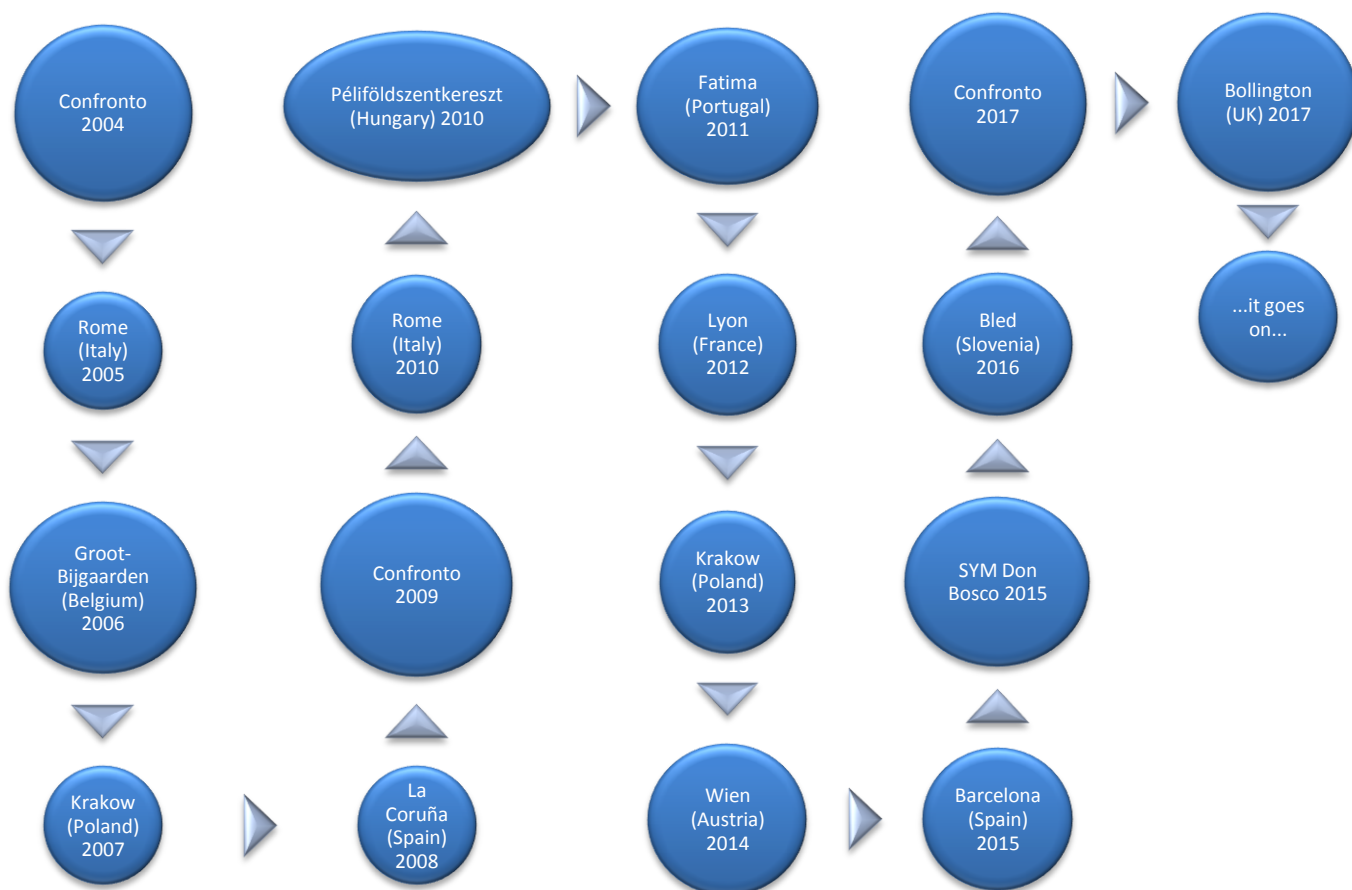 Confronto
2004
Rome
(Italy)
2005
Groot-
Bijgaarden
(Belgium)
2006
Krakow
(Poland)
2007
La
Coruña
(Spain)
2008
Confronto
2009
Rome
(Italy)
2010
Péliföldszentkereszt
(Hungary) 2010
Fatima
(Portugal)
2011
Lyon
(France)
2012
Krakow
(Poland)
2013
Wien
(Austria)
2014
Barcelona
(Spain)
2015
SYM Don
Bosco 2015
Bled
(Slovenia)
2016
Confronto
2017
Bollington
(UK) 2017
...it goes
on...